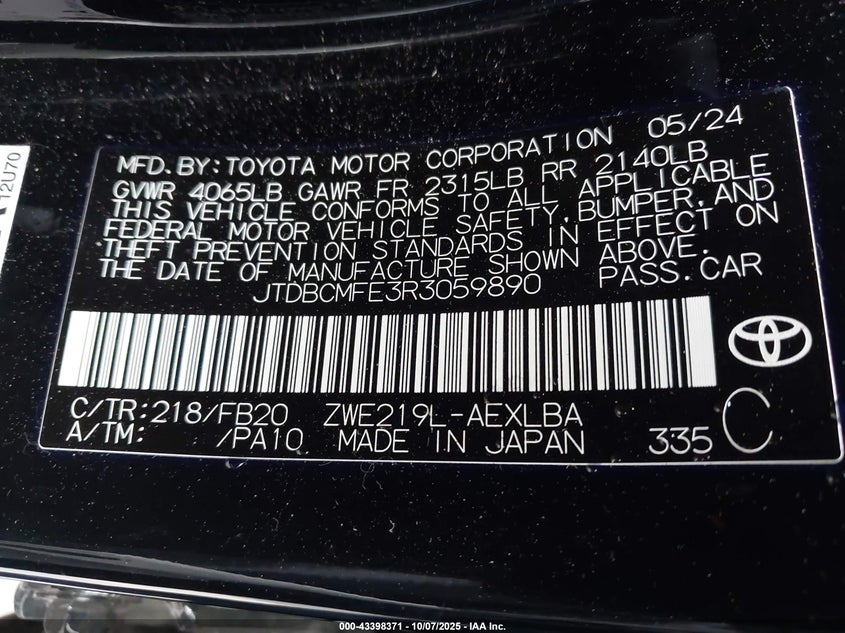 MFD.BY:TOYOTA MOTOR CORPORATION 05/24
GVWR 4065LB GAWR FR 2315LB RR 2140LB
THIS VEHICLE CONFORMS TO ALL APPLICABLE
FEDERAL MOTOR VEHICLE SAFETY,BUMPER,AND
THEFT PREVENTION STANDARDS IN EFFECT ON
THE DATE OF MANUFACTURE SHOWN ABOVE.
JTDBCMFE3R3059890 PASS.CAR
C/TR:218/FB20 ZWE219L-AEXLBA
A/TM: /PA10 MADE IN JAPAN 335 C
12U70
000-43398371 - 10/07/2025 - IAA Inc.